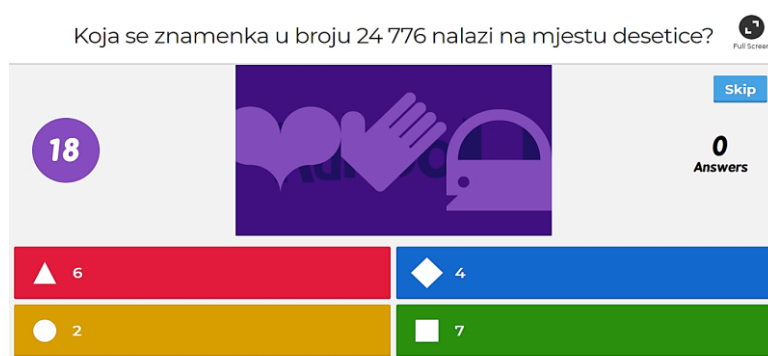 Koja se znamenka u broju 24 776 nalazi na mjestu desetice?
Full Screen
Skip
18
0
Answers
6
4
2
7